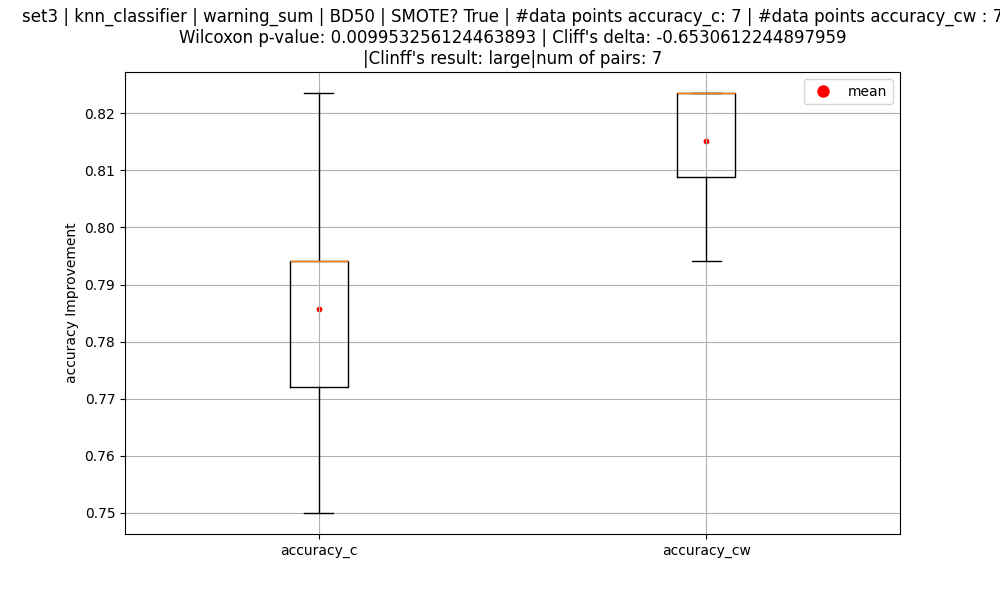 set3 | knn_classifier | warning_sum | BD50 | SMOTE? True | #data points accuracy_c: 7 | #data points accuracy_cw : 7
Wilcoxon p-value: 0.009953256124463893 | Cliff's delta: -0.6530612244897959
|Clinff's result: large|num of pairs: 7
mean
0.82
0.81
0.80
0.79
0.78
0.77
0.76
0.75
accuracy Improvement
accuracy_c
accuracy_cw